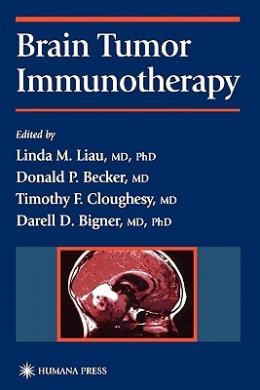 Brain Tumor
Immunotherapy
Edited by
Linda M. Liau, MD, PhD
Donald P. Becker, MD
Timothy F. Cloughesy, MD
Darell D. Bigner, MD, PhD
HUMANA PRESS